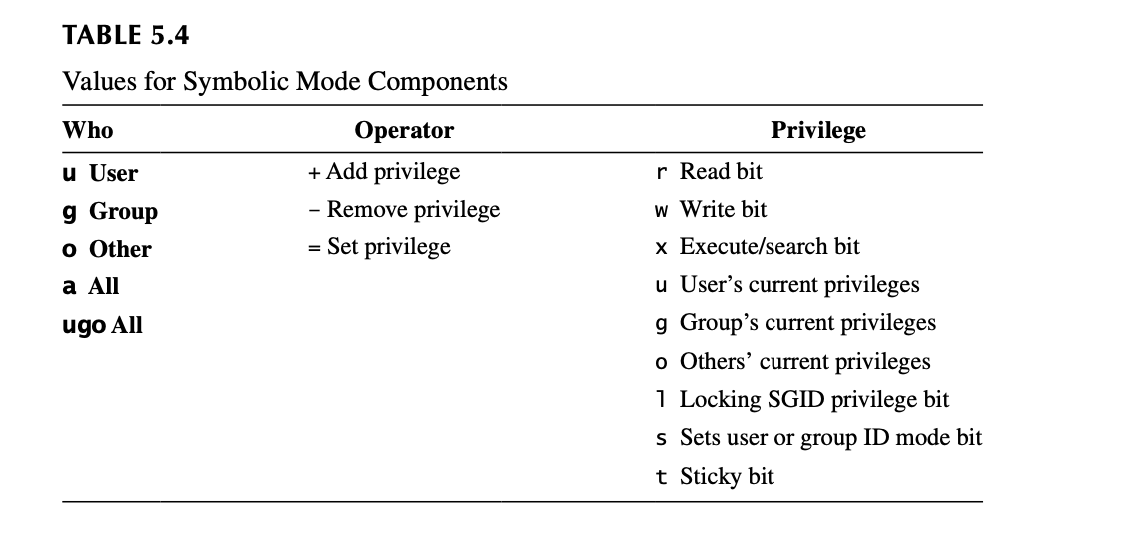 TABLE 5.4
Values for Symbolic Mode Components
Who Operator Privilege
u User + Add privilege r Read bit
g Group – Remove privilege w Write bit
o Other = Set privilege x Execute/search bit
a All u User’s current privileges
ugo All g Group’s current privileges
o Others’ current privileges
l Locking SGID privilege bit
s Sets user or group ID mode bit
t Sticky bit